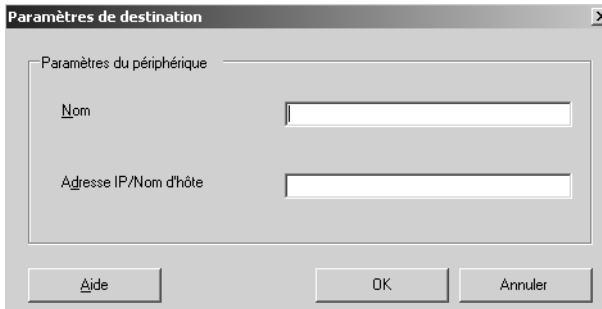 Paramètres de destination
Paramètres du périphérique
Nom
Adresse IP/Nom d'hôte
Aide OK Annuler